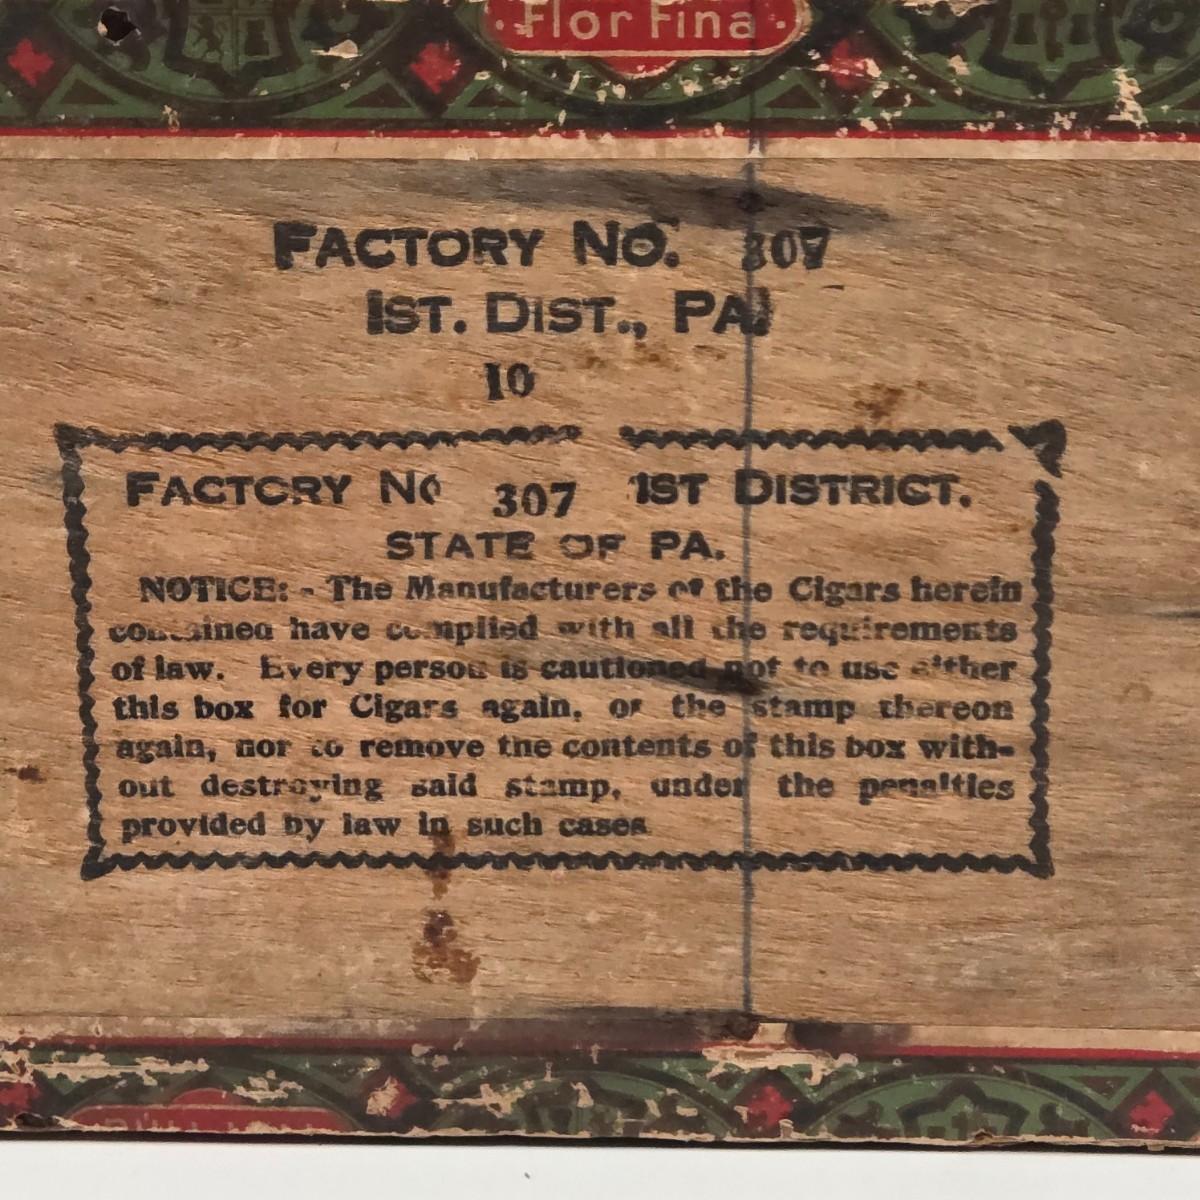 Flor Fina
FACTORY NO. 307
1ST. DIST., PA.
10
FACTORY NO 307 1ST DISTRICT.
STATE OF PA.
NOTICE: - The Manufacturers of the Cigars herein
contained have complied with all the requirements
of law. Every person is cautioned not to use either
this box for Cigars again, or the stamp thereon
again, nor to remove the contents of this box with-
out destroying said stamp, under the penalties
provided by law in such cases